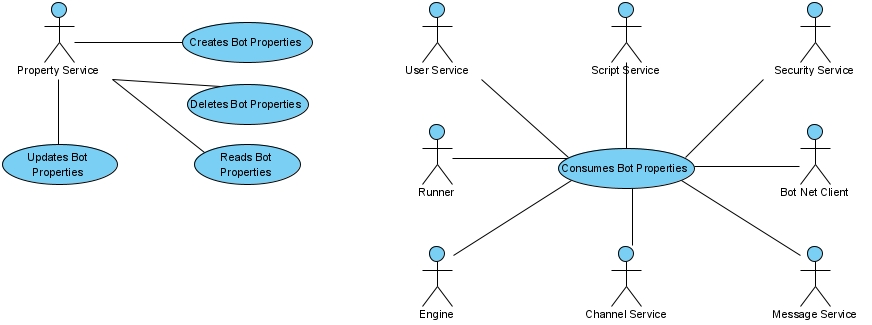 Property Service
Creates Bot Properties
Deletes Bot Properties
Updates Bot
Properties
Reads Bot
Properties
User Service
Script Service
Security Service
Runner
Consumes Bot Properties
Bot Net Client
Engine
Channel Service
Message Service